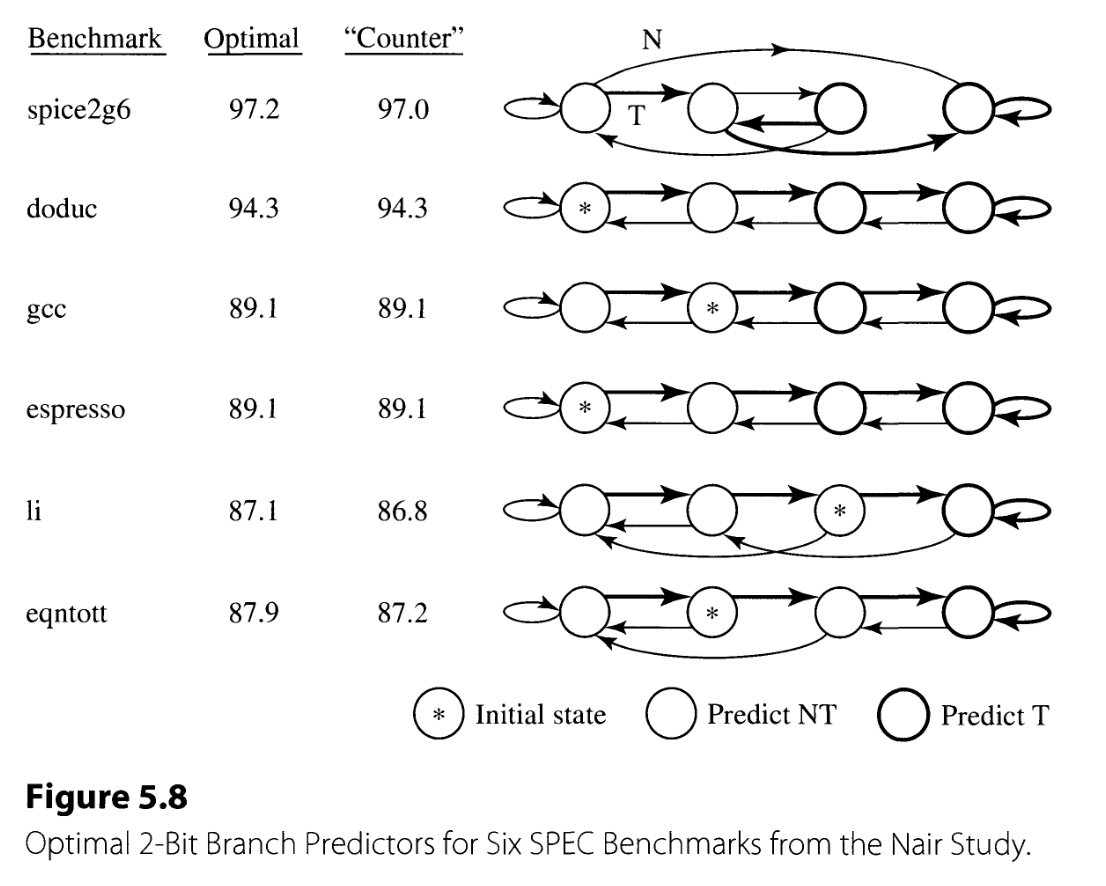 Benchmark Optimal “Counter”
N
spice2g6 97.2 97.0
T
doduc 94.3 94.3
*
gcc 89.1 89.1
*
espresso 89.1 89.1
*
li 87.1 86.8
*
eqntott 87.9 87.2
*
* Initial state Predict NT Predict T
Figure 5.8
Optimal 2-Bit Branch Predictors for Six SPEC Benchmarks from the Nair Study.